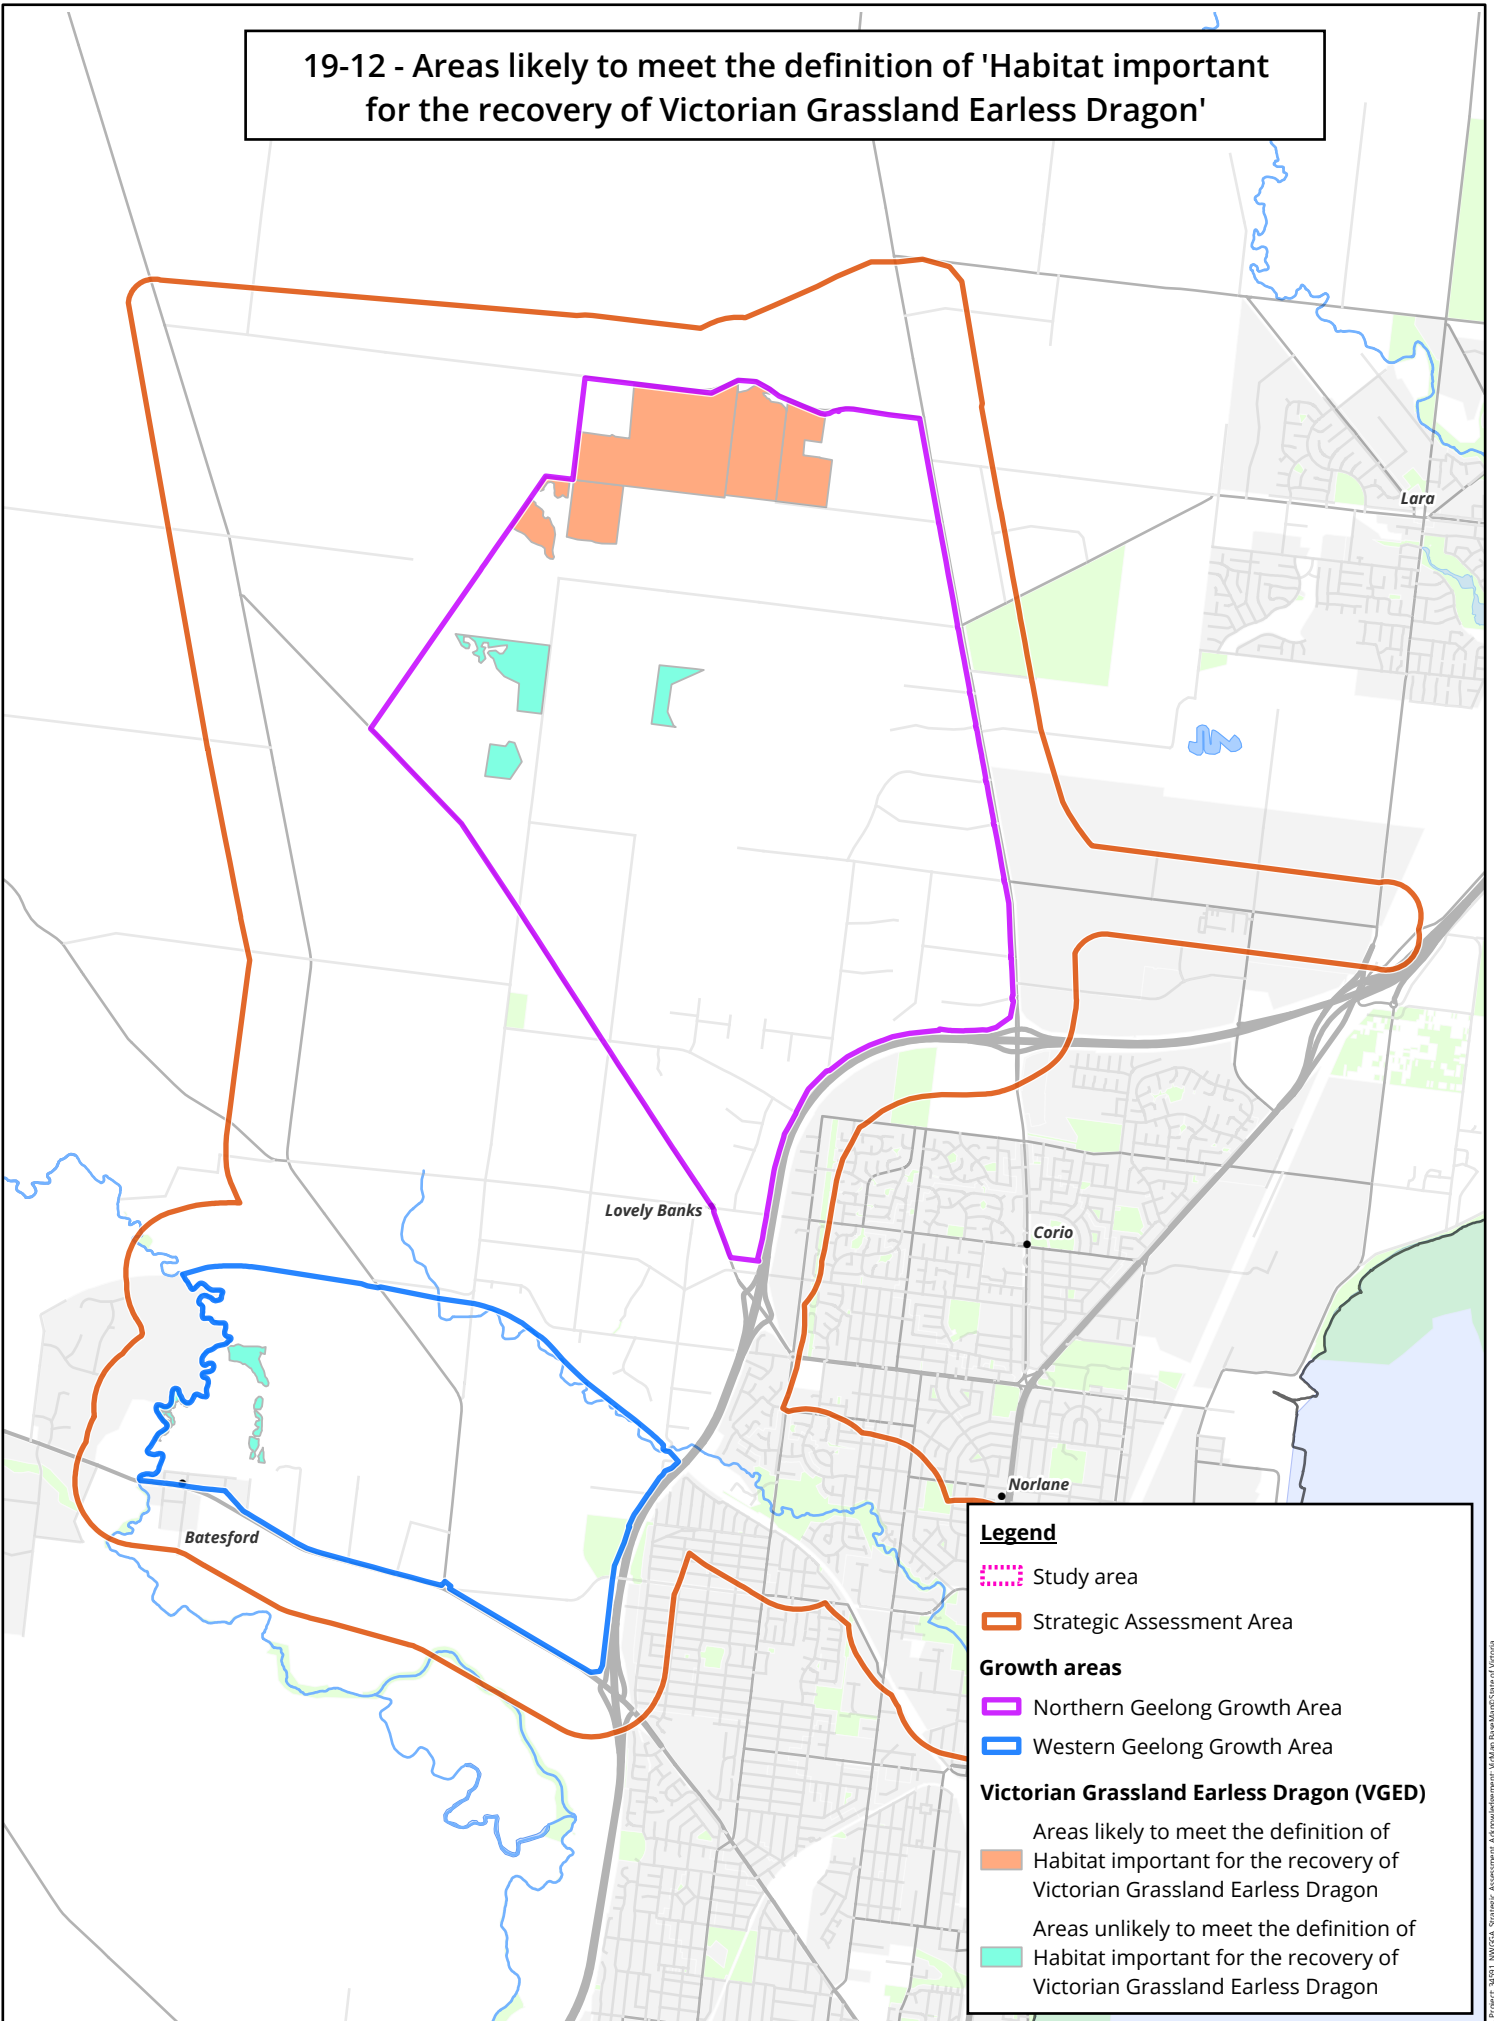 19-12 - Areas likely to meet the definition of 'Habitat important
for the recovery of Victorian Grassland Earless Dragon'
Lara
Lovely Banks
Corio
Norlane
Batesford
Legend
Study area
Strategic Assessment Area
Growth areas
Northern Geelong Growth Area
Western Geelong Growth Area
Victorian Grassland Earless Dragon (VGED)
Areas likely to meet the definition of
Habitat important for the recovery of
Victorian Grassland Earless Dragon
Areas unlikely to meet the definition of
Habitat important for the recovery of
Victorian Grassland Earless Dragon